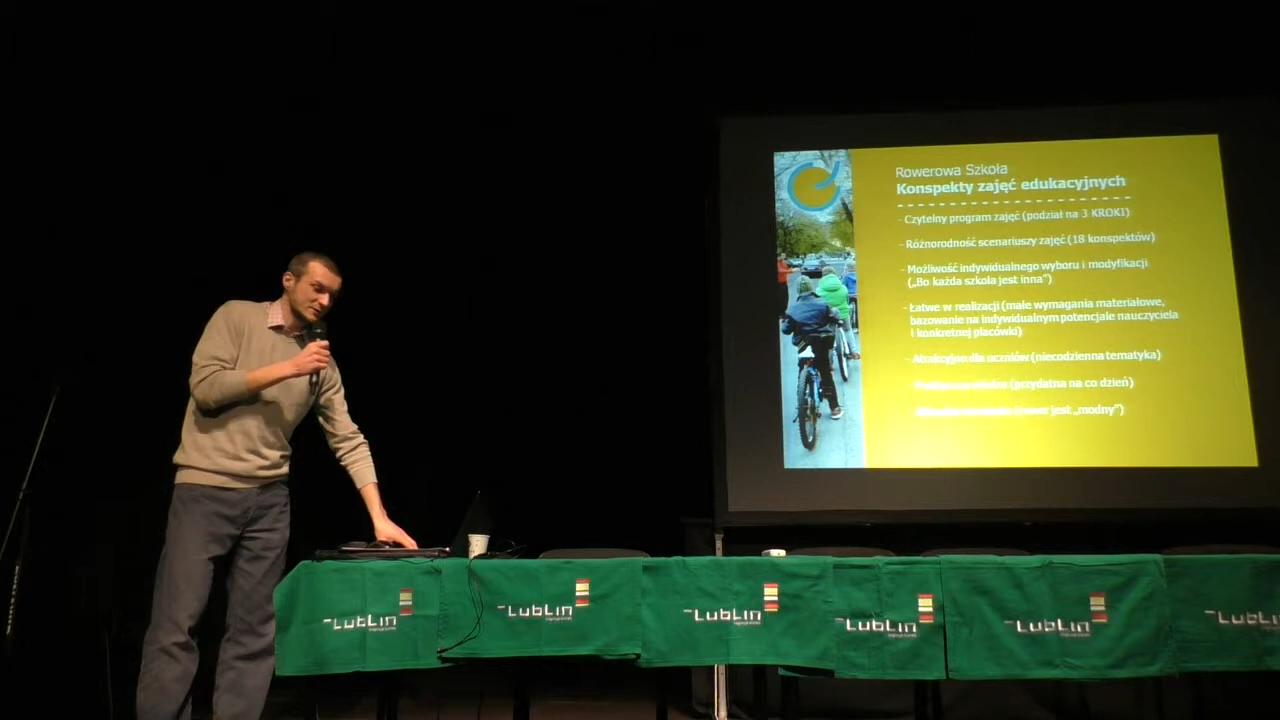 Rowerowa Szkoła
Konspekty zajęć edukacyjnych
- Czytelny program zajęć (podział na 3 KROKI)
- Różnorodność scenariuszy zajęć (18 konspektów)
- Możliwość indywidualnego wyboru i modyfikacji
(„Bo każda szkoła jest inna”)
- Łatwe w realizacji (małe wymagania materiałowe,
bazowanie na indywidualnym potencjale nauczyciela
i konkretnej placówki)
- Atrakcyjne dla uczniów (niecodzienna tematyka)
(przydatna na co dzień)
jest „modny”)
Lublin
Lublin
Lublin
Lublin
Lublin
Lublin